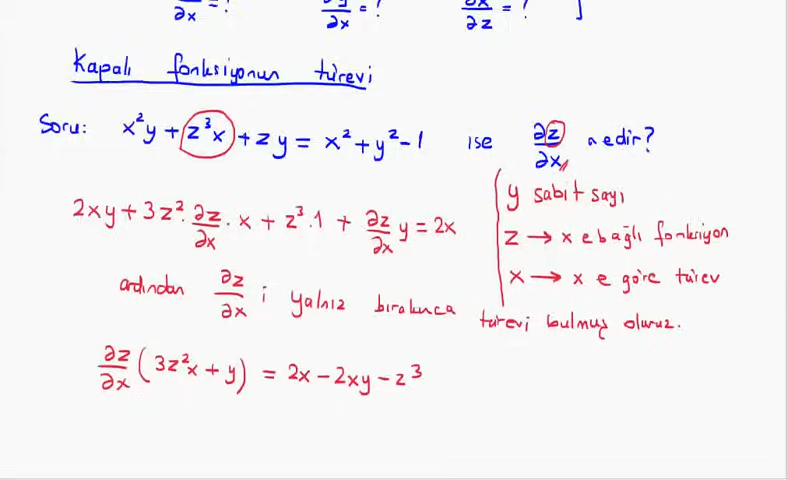 ∂x = ? ∂x = ? ∂z = ? ]
Kapalı fonksiyonun türevi
Soru: x²y + z³x + zy = x² + y² - 1 ise ∂z/∂x nedir?
y sabit sayı
2xy + 3z². ∂z/∂x . x + z³.1 + ∂z/∂x y = 2x
z → x e bağlı fonksiyon
x → x e göre türev
ardından ∂z/∂x i yalnız bırakınca türevi bulmuş oluruz.
∂z/∂x (3z²x + y) = 2x - 2xy - z³